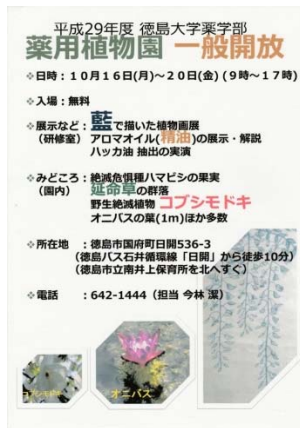 平成29年度 徳島大学薬学部
薬用植物園 一般開放
❖日時：１０月１６日(月)～２０日(金) (９時～１７時)
❖入場：無料
❖展示など：藍で描いた植物画展
（研修室） アロマオイル(精油)の展示・解説
ハッカ油 抽出の実演
❖みどころ：絶滅危惧種ハマビシの果実
（園内） 延命草の群落
野生絶滅植物 コブシモドキ
オニバスの葉(1m)ほか多数
❖所在地 ：徳島市国府町日開536-3
（徳島バス石井循環線「日開」から徒歩10分）
（徳島市立南井上保育所を北へすぐ）
❖電話 ：642-1444（担当 今林 潔）
コブシモドキ
オニバス